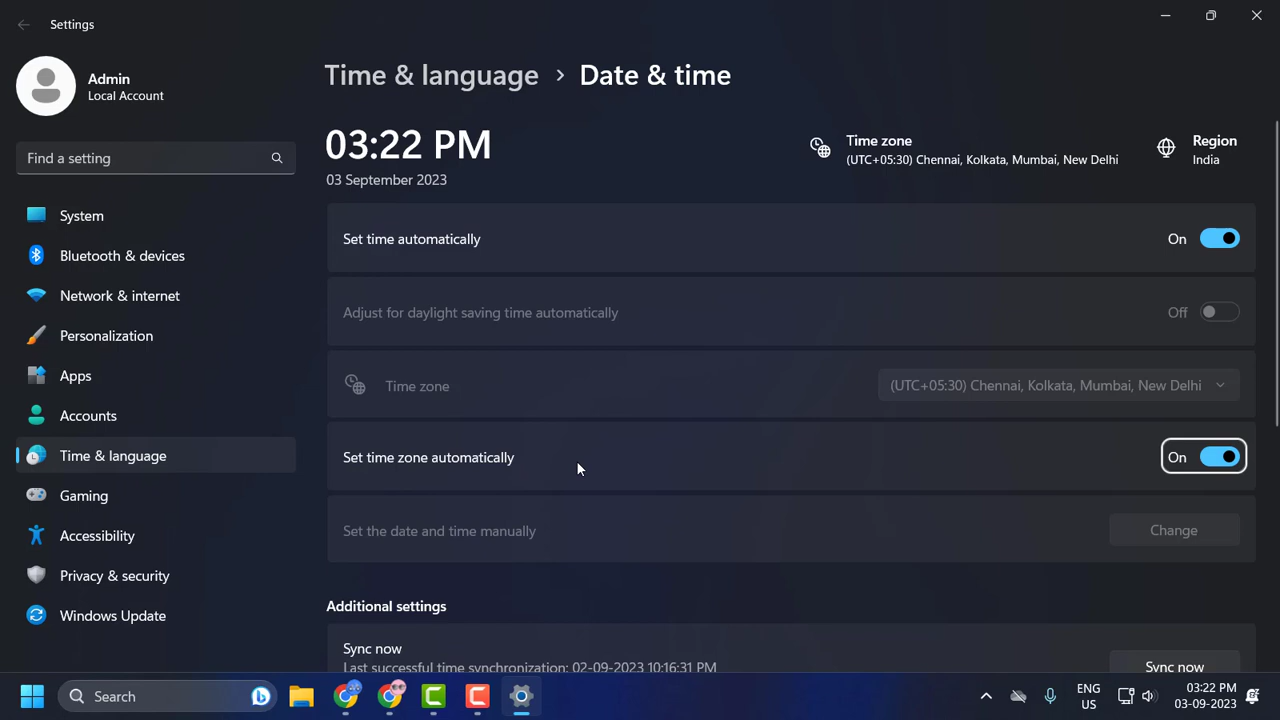 Settings
Admin
Local Account
Find a setting
System
Bluetooth & devices
Network & internet
Personalization
Apps
Accounts
Time & language
Gaming
Accessibility
Privacy & security
Windows Update
Time & language > Date & time
03:22 PM
03 September 2023
Time zone
(UTC+05:30) Chennai, Kolkata, Mumbai, New Delhi
Region
India
Set time automatically On
Adjust for daylight saving time automatically Off
Time zone (UTC+05:30) Chennai, Kolkata, Mumbai, New Delhi
Set time zone automatically On
Set the date and time manually Change
Additional settings
Sync now
Last successful time synchronization: 02-09-2023 10:16:31 PM
Sync now
Search
ENG
US
03:22 PM
03-09-2023